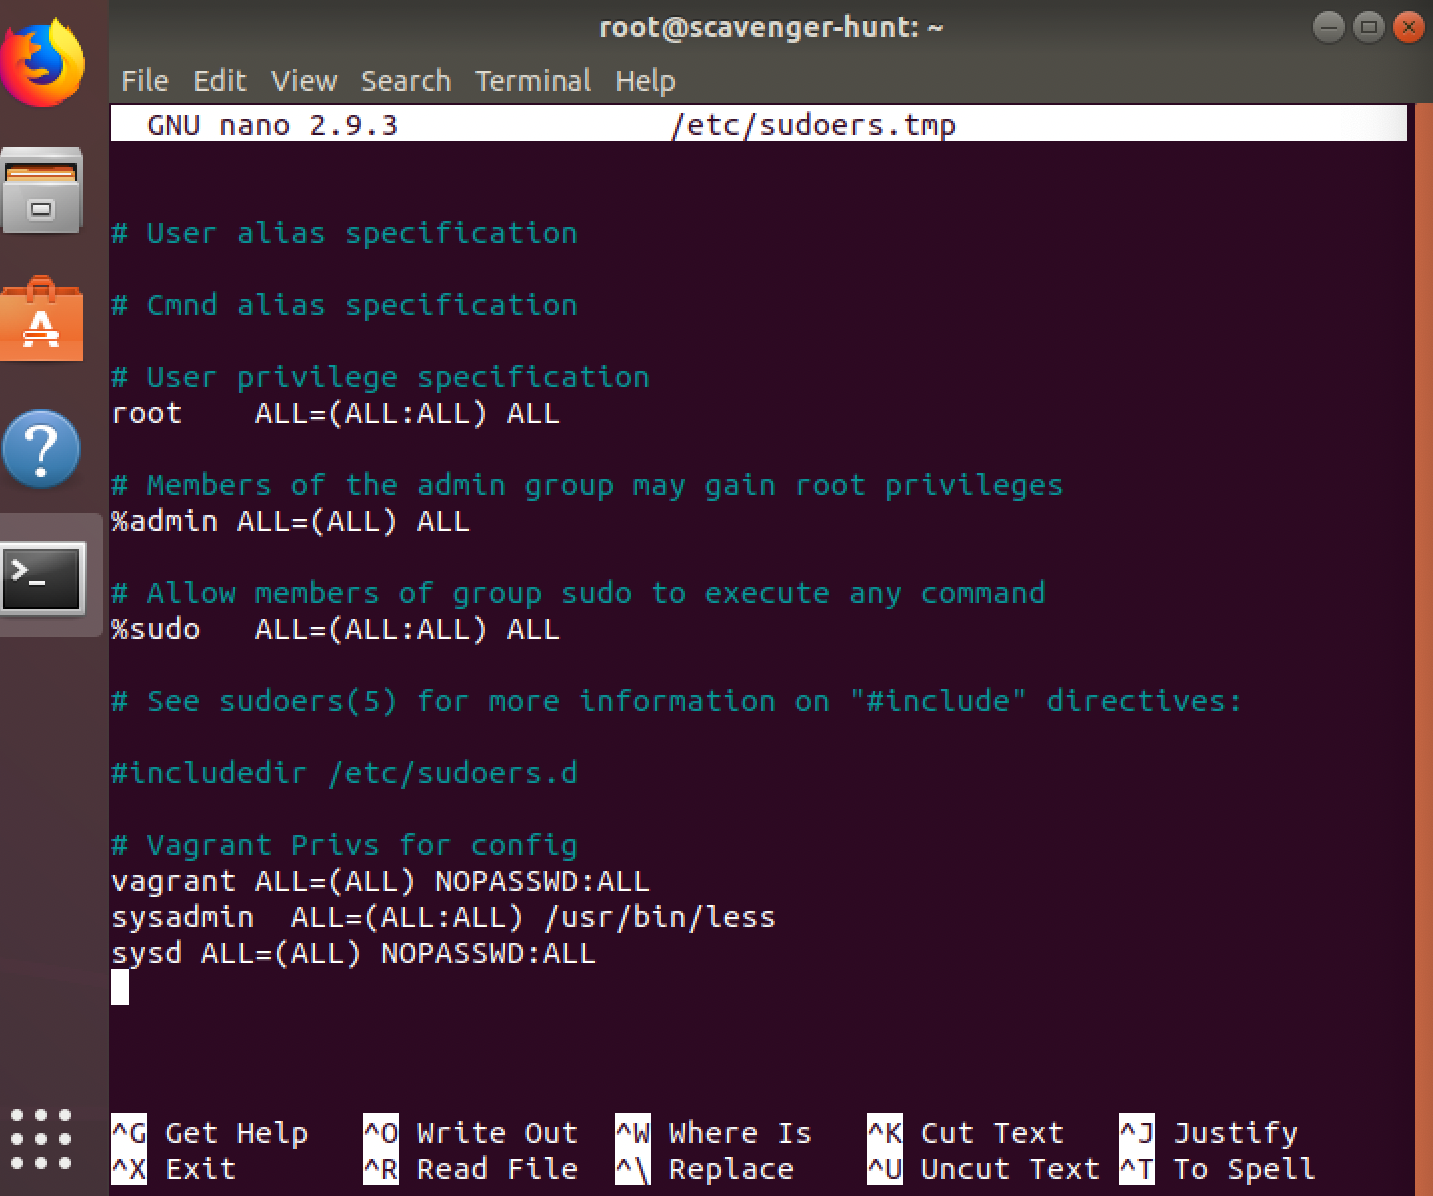 root@scavenger-hunt: ~
File Edit View Search Terminal Help
GNU nano 2.9.3 /etc/sudoers.tmp
# User alias specification
# Cmnd alias specification
# User privilege specification
root ALL=(ALL:ALL) ALL
# Members of the admin group may gain root privileges
%admin ALL=(ALL) ALL
# Allow members of group sudo to execute any command
%sudo ALL=(ALL:ALL) ALL
# See sudoers(5) for more information on "#include" directives:
#includedir /etc/sudoers.d
# Vagrant Privs for config
vagrant ALL=(ALL) NOPASSWD:ALL
sysadmin ALL=(ALL:ALL) /usr/bin/less
sysd ALL=(ALL) NOPASSWD:ALL
^G Get Help ^O Write Out ^W Where Is ^K Cut Text ^J Justify
^X Exit ^R Read File ^\ Replace ^U Uncut Text ^T To Spell